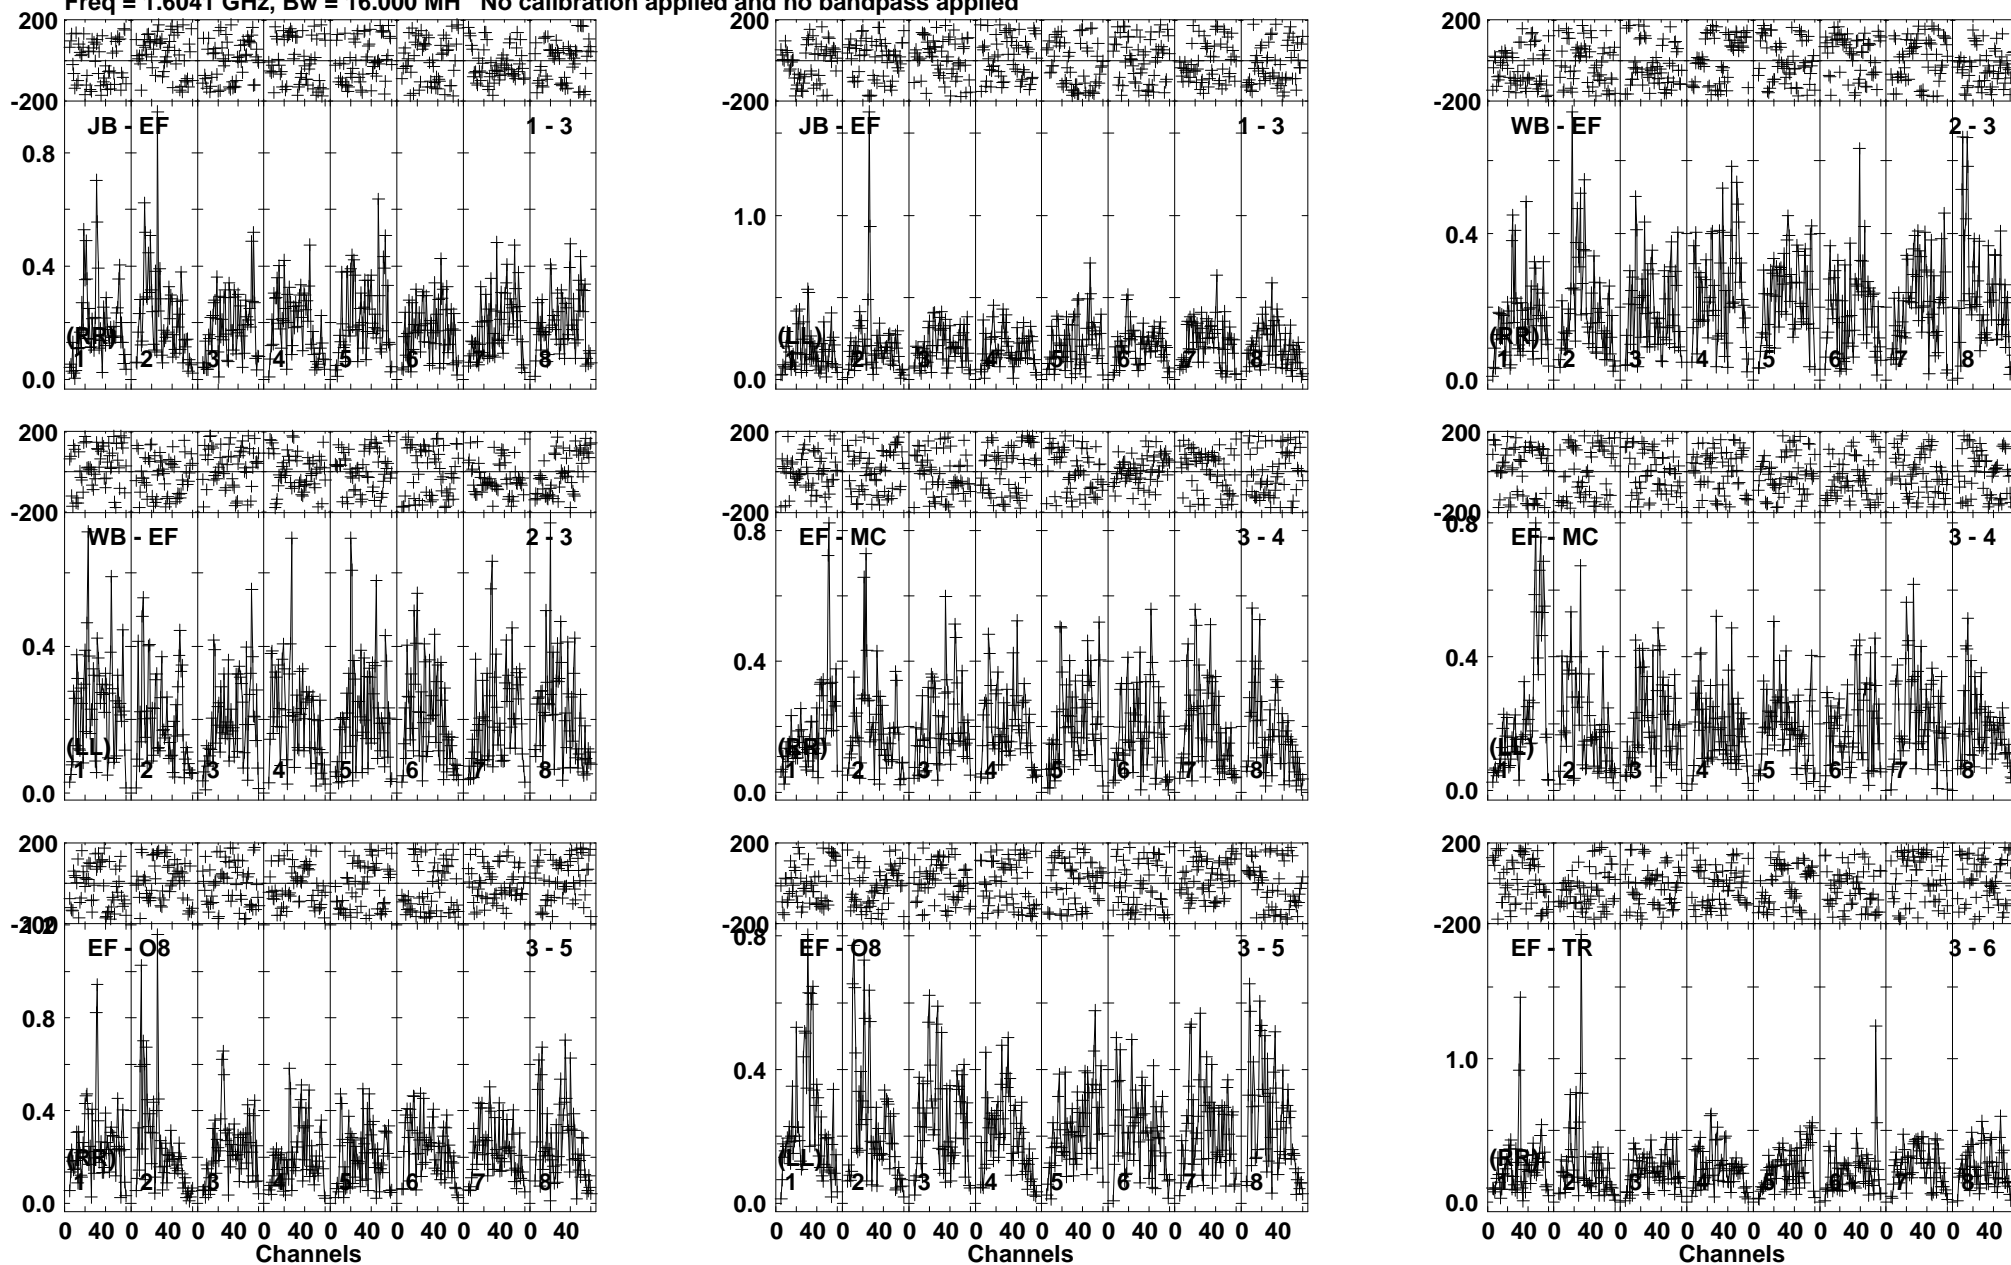 Freq = 1.6041 GHz, Bw = 16.000 MH No calibration applied and no bandpass applied
200 200 200
-200 -200 -200
JB - EF 1 - 3 JB - EF 1 - 3 WB - EF 2 - 3
0.8 1.0 0.4
0.4
(RR) (LL) (RR)
1 2 3 4 5 6 7 8 1 2 3 4 5 6 7 8 1 2 3 4 5 6 7 8
0.0 0.0 0.0
200 200 200
-200 -200 -200
WB - EF 2 - 3 EF - MC 3 - 4 EF - MC 3 - 4
0.8 0.8
0.4 0.4 0.4
(LL) (RR) (LL)
1 2 3 4 5 6 7 8 1 2 3 4 5 6 7 8 1 2 3 4 5 6 7 8
0.0 0.0 0.0
200 200 200
-200 -200 -200
1.2 0.8
EF - O8 3 - 5 EF - O8 3 - 5 EF - TR 3 - 6
0.8 0.4 1.0
0.4
(RR) (LL) (RR)
1 2 3 4 5 6 7 8 1 2 3 4 5 6 7 8 1 2 3 4 5 6 7 8
0.0 0.0 0.0
0 40 0 40 0 40 0 40 0 40 0 40 0 40 0 40 0 40 0 40 0 40 0 40 0 40 0 40 0 40 0 40 0 40 0 40 0 40 0 40 0 40 0 40 0 40 0 40
Channels Channels Channels